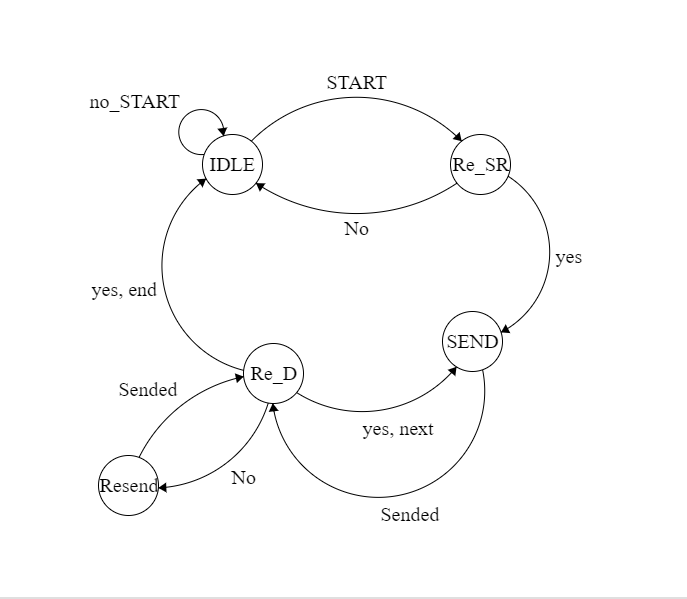 START
no_START
IDLE
Re_SR
No
yes
yes, end
SEND
Re_D
Sended
yes, next
No
Resend
Sended